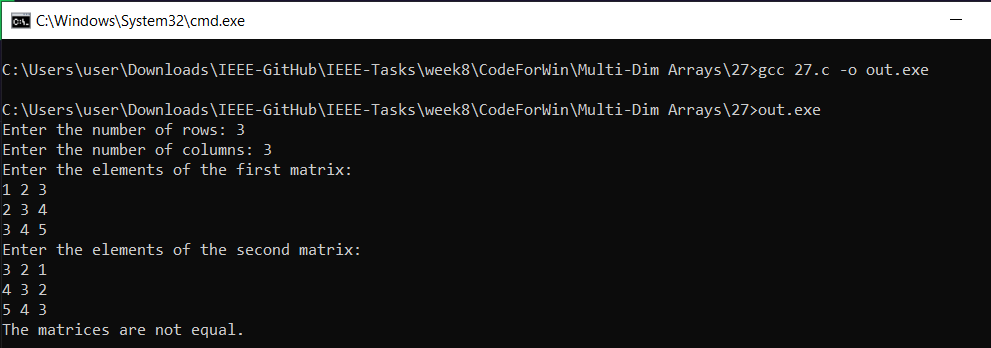 C:\Windows\System32\cmd.exe
C:\Users\user\Downloads\IEEE-GitHub\IEEE-Tasks\week8\CodeForWin\Multi-Dim Arrays\27>gcc 27.c -o out.exe
C:\Users\user\Downloads\IEEE-GitHub\IEEE-Tasks\week8\CodeForWin\Multi-Dim Arrays\27>out.exe
Enter the number of rows: 3
Enter the number of columns: 3
Enter the elements of the first matrix:
1 2 3
2 3 4
3 4 5
Enter the elements of the second matrix:
3 2 1
4 3 2
5 4 3
The matrices are not equal.